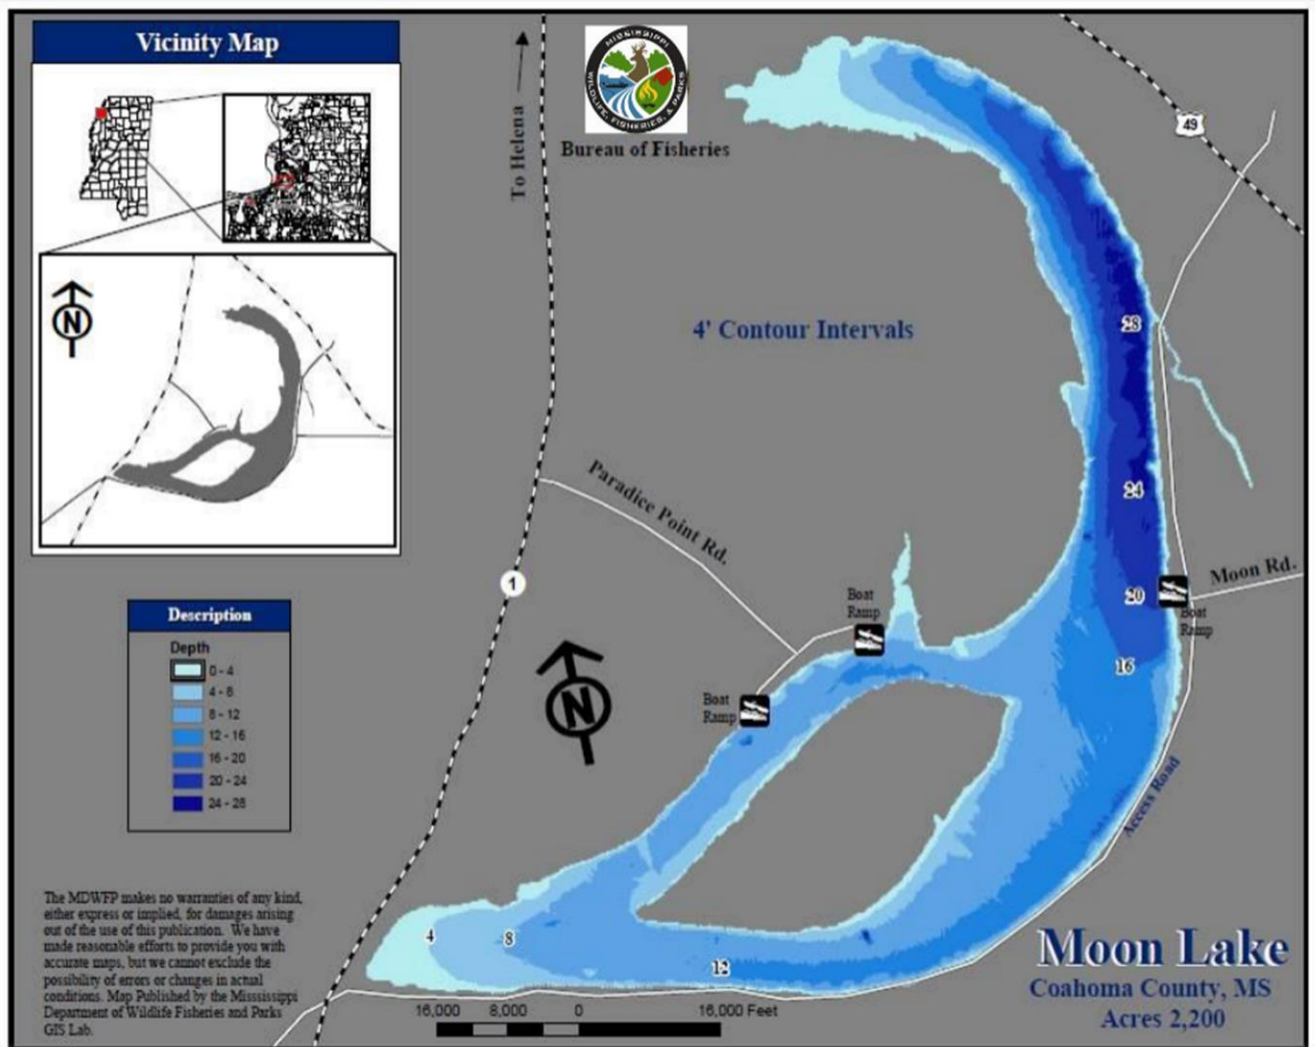 Vicinity Map
N
MISSISSIPPI
WILDLIFE, FISHERIES, & PARKS
Bureau of Fisheries
To Helena
49
4' Contour Intervals
28
24
20
16
Paradice Point Rd.
1
Moon Rd.
Boat
Ramp
Boat
Ramp
Boat
Ramp
N
Access Road
Description
Depth
0 - 4
4 - 8
8 - 12
12 - 16
16 - 20
20 - 24
24 - 28
4
8
12
The MDWFP makes no warranties of any kind,
either express or implied, for damages arising
out of the use of this publication. We have
made reasonable efforts to provide you with
accurate maps, but we cannot exclude the
possibility of errors or changes in actual
conditions. Map Published by the Misssissippi
Department of Wildlife Fisheries and Parks
GIS Lab.
16,000 8,000 0 16,000 Feet
Moon Lake
Coahoma County, MS
Acres 2,200